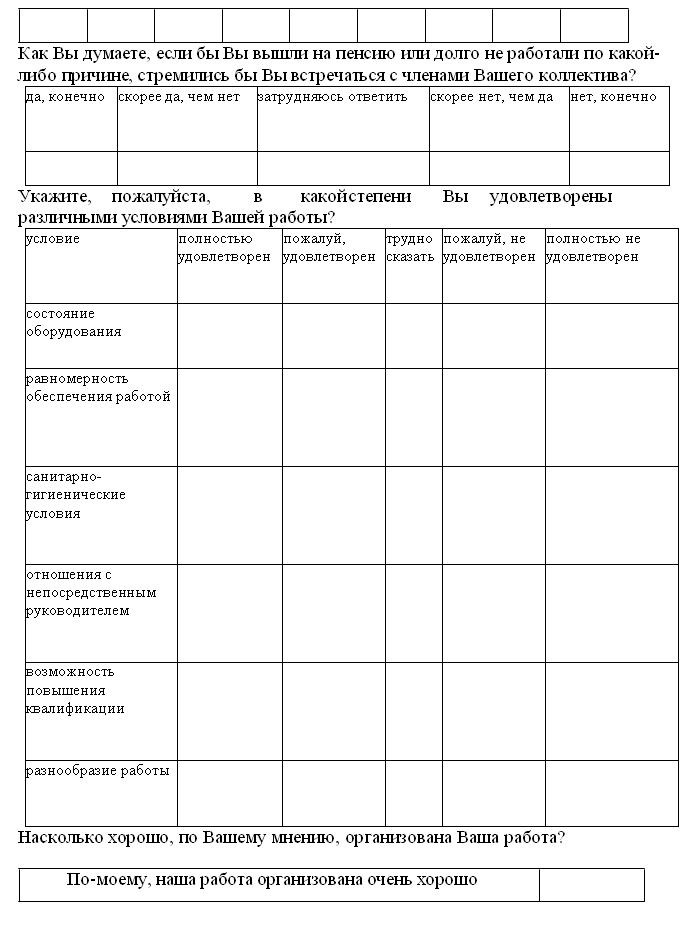 Как Вы думаете, если бы Вы вышли на пенсию или долго не работали по какой-
либо причине, стремились бы Вы встречаться с членами Вашего коллектива?
да, конечно скорее да, чем нет затрудняюсь ответить скорее нет, чем да нет, конечно
Укажите, пожалуйста, в какойстепени Вы удовлетворены
различными условиями Вашей работы?
условие полностью пожалуй, трудно пожалуй, не полностью не
удовлетворен удовлетворен сказать удовлетворен удовлетворен
состояние
оборудования
равномерность
обеспечения работой
санитарно-
гигиенические
условия
отношения с
непосредственным
руководителем
возможность
повышения
квалификации
разнообразие работы
Насколько хорошо, по Вашему мнению, организована Ваша работа?
По-моему, наша работа организована очень хорошо